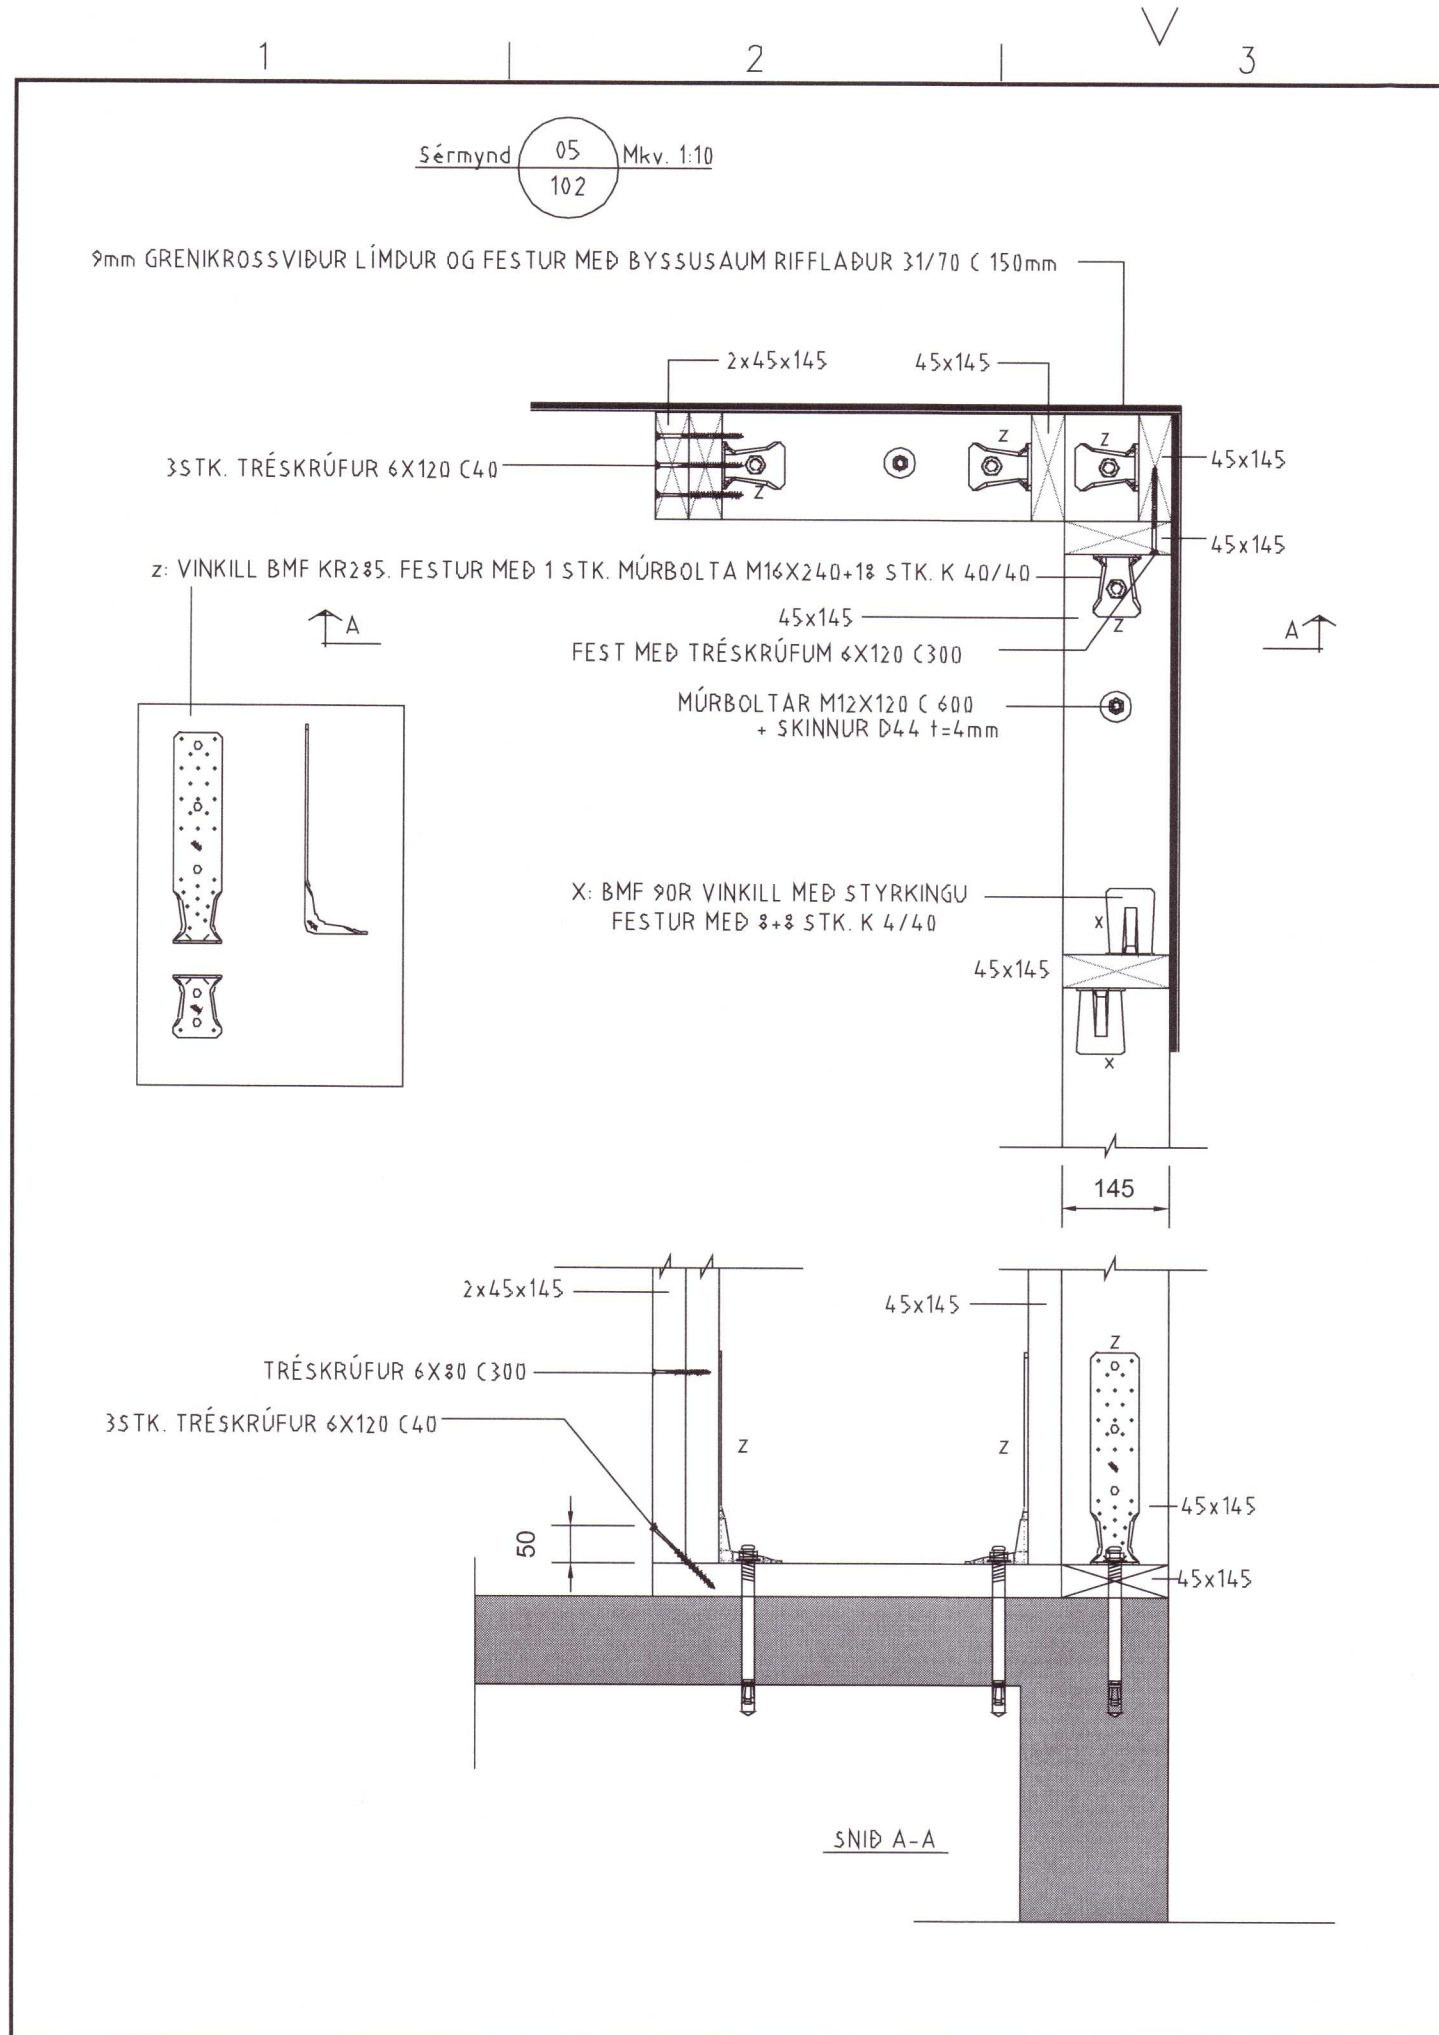 1
2
3
Sérmynd 05 Mkv. 1:10
102
9mm GRENIKROSSVIÐUR LÍMDUR OG FESTUR MEÐ BYSSUSAUM RIFFLAÐUR 31/70 C 150mm
2x45x145
45x145
z
z
3STK. TRÉSKRÚFUR 6X120 C40
z
45x145
45x145
z: VINKILL BMF KR285. FESTUR MEÐ 1 STK. MÚRBOLTA M16X240+18 STK. K 40/40
45x145
z
A
A
FEST MEÐ TRÉSKRÚFUM 6X120 C300
MÚRBOLTAR M12X120 C 600
+ SKINNUR D44 t=4mm
X: BMF 90R VINKILL MEÐ STYRKINGU
FESTUR MEÐ 8+8 STK. K 4/40
x
45x145
x
145
2x45x145
45x145
z
TRÉSKRÚFUR 6X80 C300
3STK. TRÉSKRÚFUR 6X120 C40
z
z
45x145
50
45x145
SNIÐ A-A